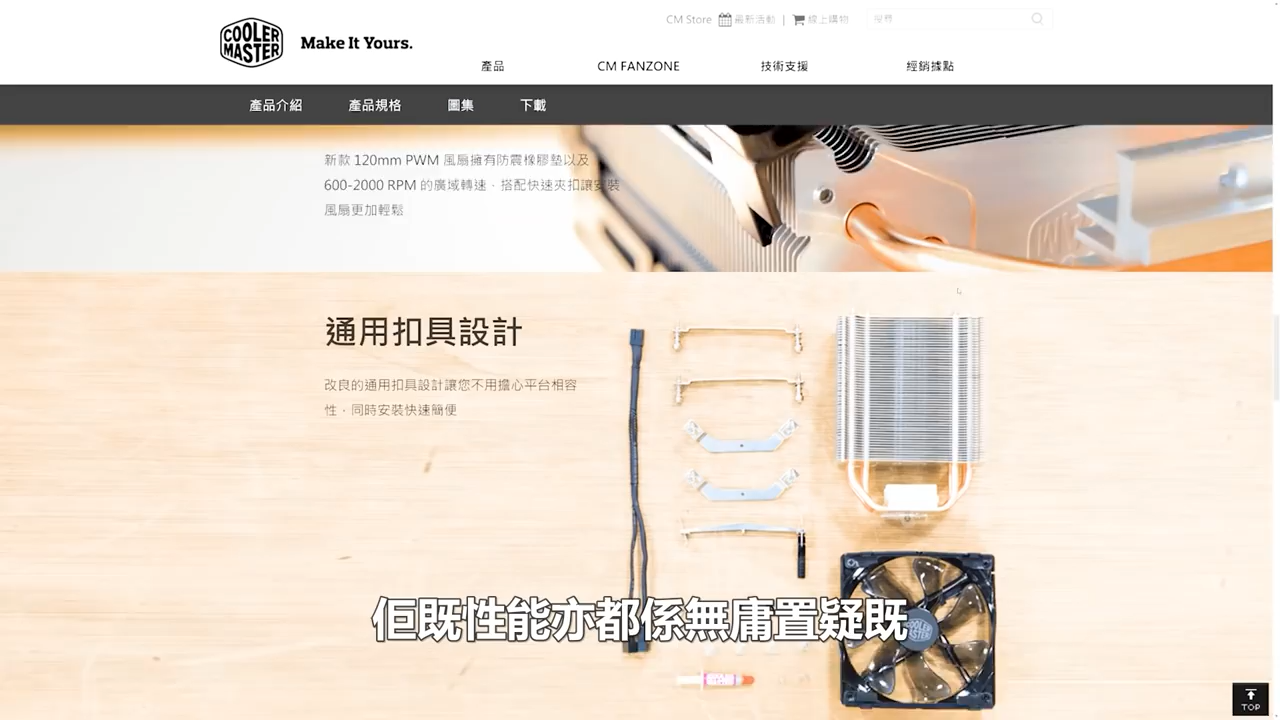 CM Store 最新活動 | 線上購物 搜尋
COOLER MASTER Make It Yours.
產品 CM FANZONE 技術支援 經銷據點
產品介紹 產品規格 圖集 下載
新款 120mm PWM 風扇擁有防震橡膠墊以及
600-2000 RPM 的廣域轉速，搭配快速夾扣讓安裝
風扇更加輕鬆
通用扣具設計
改良的通用扣具設計讓您不用擔心平台相容
性，同時安裝快速簡便
佢既性能亦都係無庸置疑既
COOLER MASTER
TOP